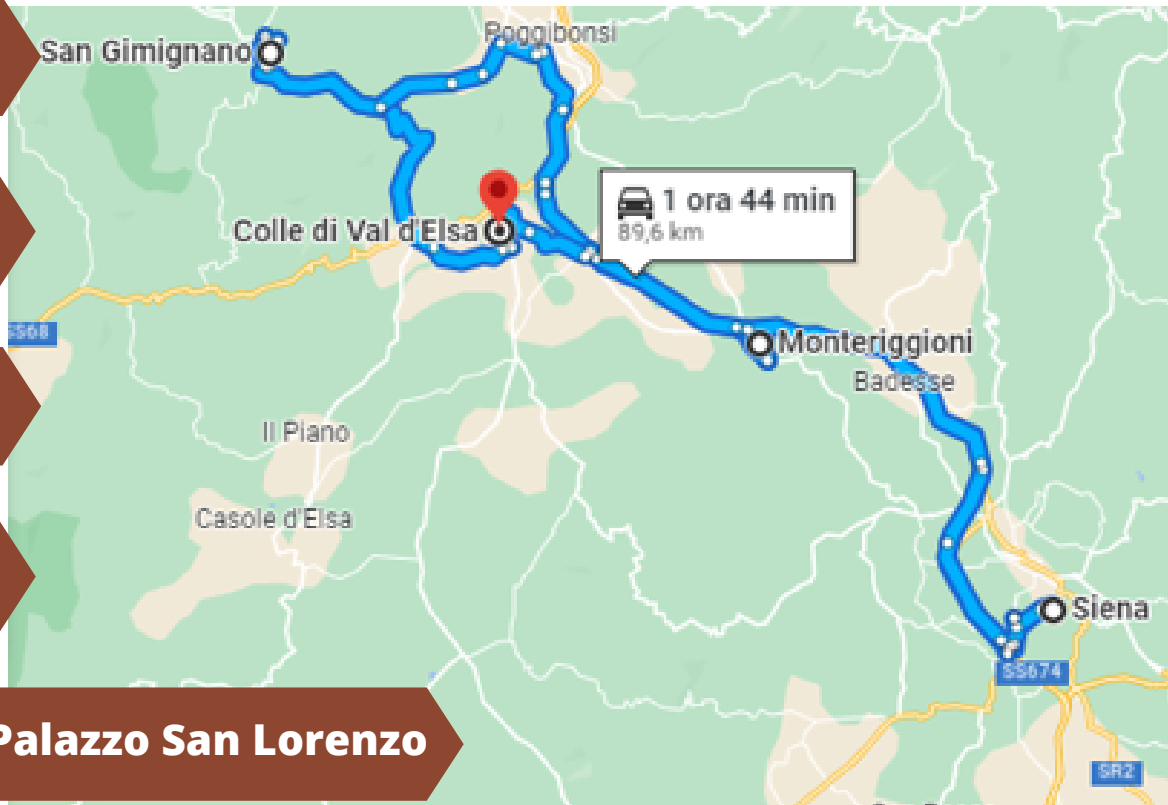 Poggibonsi
San Gimignano
1 ora 44 min
89,6 km
Colle di Val d'Elsa
SS68
Monteriggioni
Badesse
Il Piano
Casole d'Elsa
Siena
SS674
Palazzo San Lorenzo
SR2